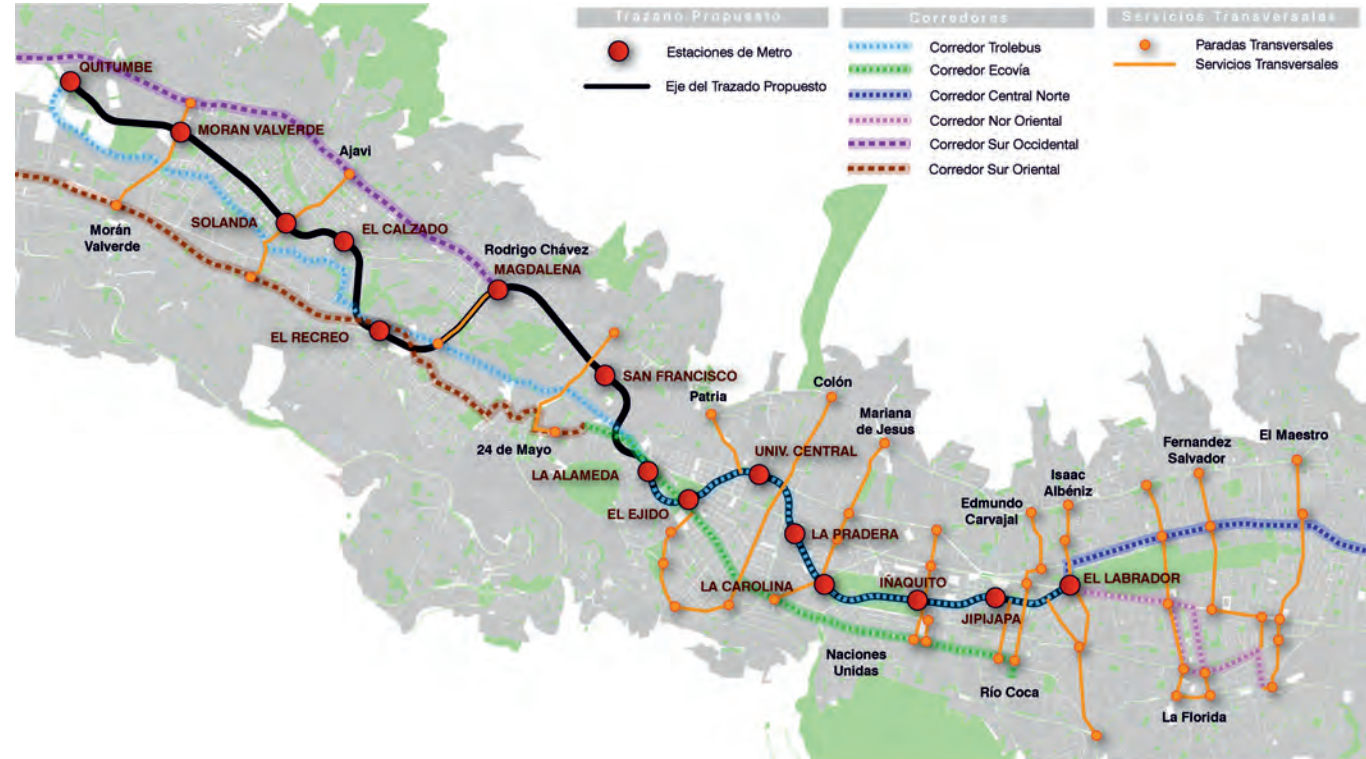 Trazado Propuesto
Estaciones de Metro
Eje del Trazado Propuesto
Corredores
Corredor Trolebus
Corredor Ecovía
Corredor Central Norte
Corredor Nor Oriental
Corredor Sur Occidental
Corredor Sur Oriental
Servicios Transversales
Paradas Transversales
Servicios Transversales
QUITUMBE
MORAN VALVERDE
Ajavi
Morán
Valverde
SOLANDA
EL CALZADO
Rodrigo Chávez
MAGDALENA
EL RECREO
SAN FRANCISCO
Patria
Colón
Mariana
de Jesus
24 de Mayo
LA ALAMEDA
UNIV. CENTRAL
EL EJIDO
LA PRADERA
Edmundo
Carvajal
Isaac
Albéniz
Fernandez
Salvador
El Maestro
LA CAROLINA
IÑAQUITO
JIPIJAPA
EL LABRADOR
Naciones
Unidas
Río Coca
La Florida